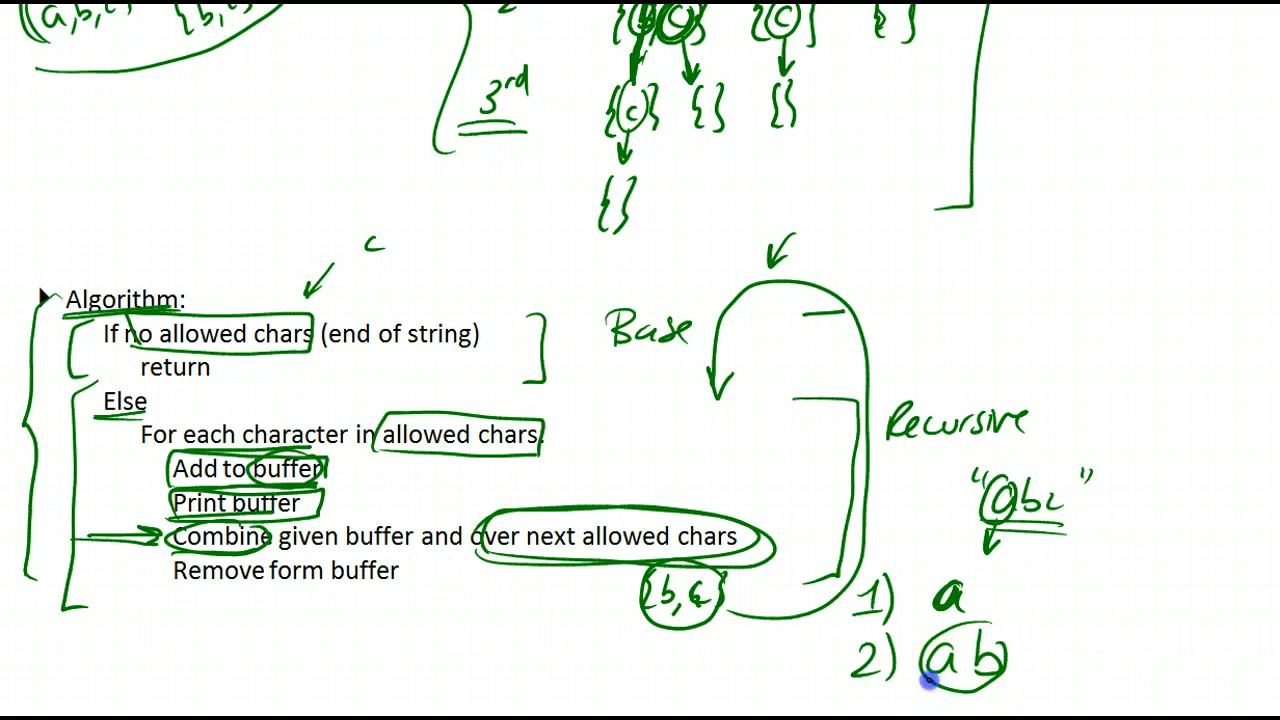 (a,b,c) {b,c}
2 {b,c} {c} { }
3rd {c} {} {}
{}
c
Algorithm:
If no allowed chars (end of string) Base
return
Else
For each character in allowed chars: Recursive
Add to buffer
Print buffer "abc"
Combine given buffer and over next allowed chars
Remove form buffer
{b,c} 1) a
2) ab